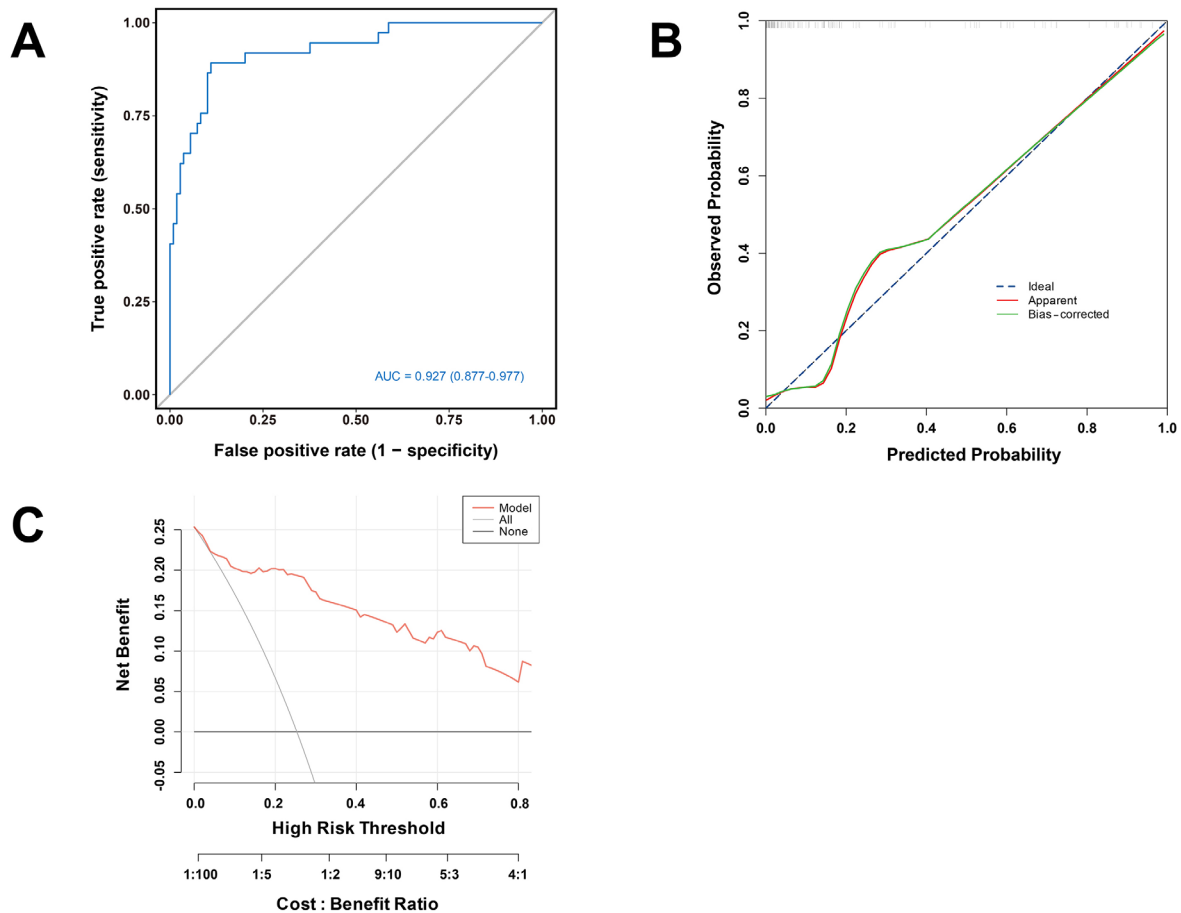 A
True positive rate (sensitivity)
1.00
0.75
0.50
0.25
0.00
AUC = 0.927 (0.877-0.977)
0.00 0.25 0.50 0.75 1.00
False positive rate (1 − specificity)
B
Observed Probability
1.0
0.8
0.6
0.4
0.2
0.0
Ideal
Apparent
Bias−corrected
0.0 0.2 0.4 0.6 0.8 1.0
Predicted Probability
C
Net Benefit
0.25
0.20
0.15
0.10
0.05
0.00
-0.05
Model
All
None
0.0 0.2 0.4 0.6 0.8
High Risk Threshold
1:100 1:5 1:2 9:10 5:3 4:1
Cost : Benefit Ratio